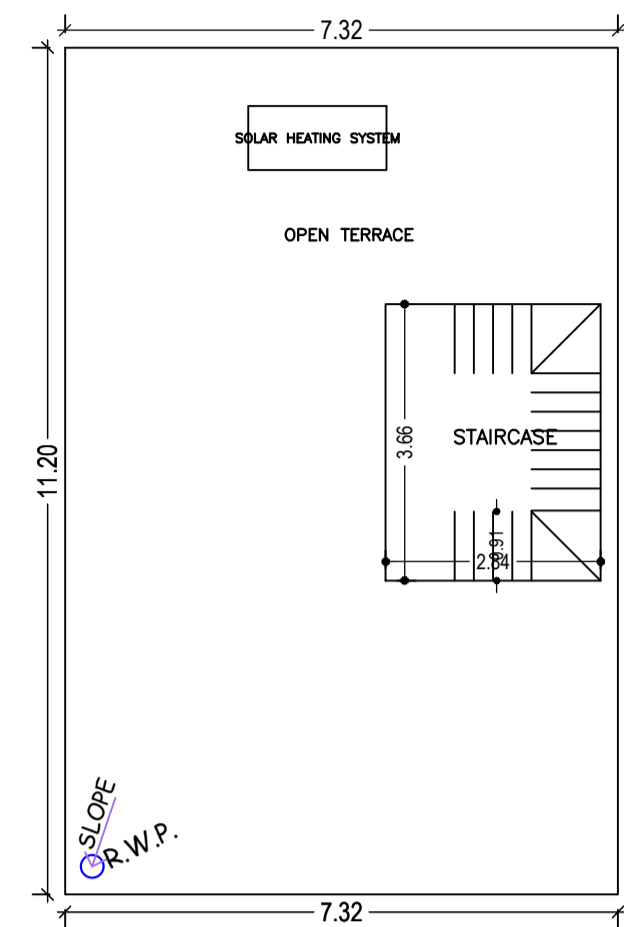 7.32
SOLAR HEATING SYSTEM
OPEN TERRACE
11.20
3.66
STAIRCASE
0.91
2.84
SLOPE
R.W.P.
7.32